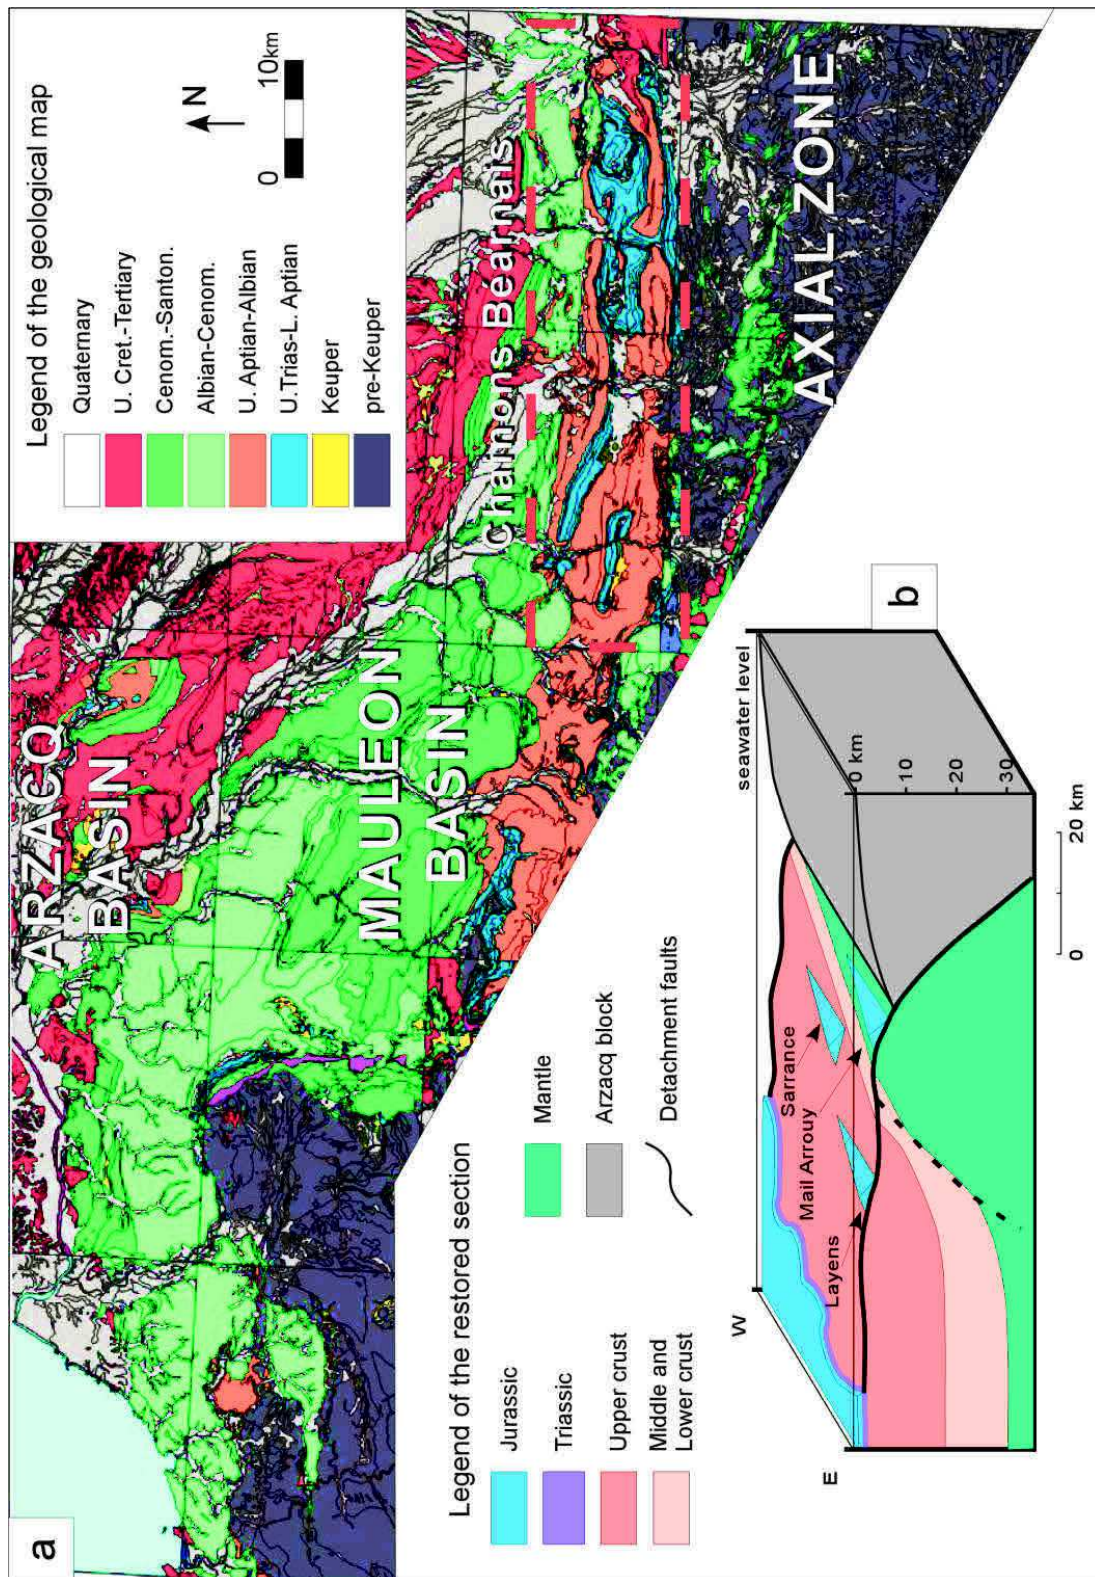 a
ARZACQ
BASIN
MAULEON
BASIN
Chaînons Béarnais
AXIAL ZONE
Legend of the geological map
Quaternary
U. Cret.-Tertiary
Cenom.-Santon.
Albian-Cenom.
U. Aptian-Albian
U.Trias-L. Aptian
Keuper
pre-Keuper
N
0
10km
Legend of the restored section
Jurassic
Triassic
Upper crust
Middle and
Lower crust
Mantle
Arzacq block
Detachment faults
b
W
E
seawater level
Layens
Mail Arrouy
Sarrance
0 km
10
20
30
0
10
20 km